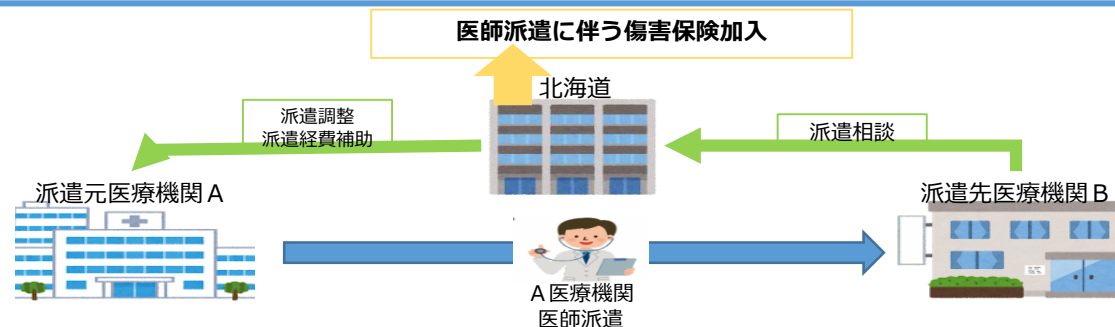 医師派遣に伴う傷害保険加入
北海道
派遣調整
派遣経費補助
派遣相談
派遣元医療機関A
派遣先医療機関B
A医療機関
医師派遣